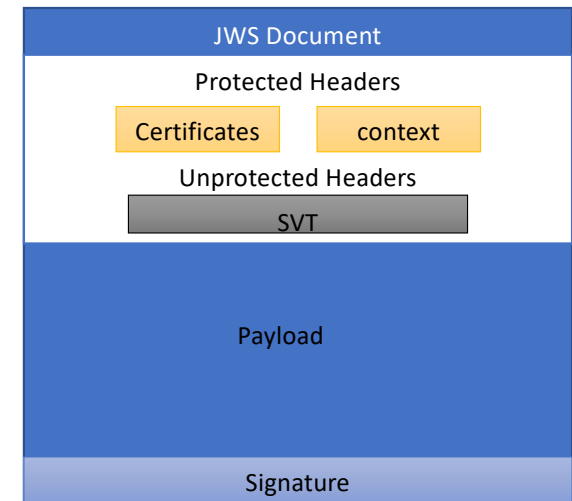 JWS Document
Protected Headers
Certificates context
Unprotected Headers
SVT
Payload
Signature